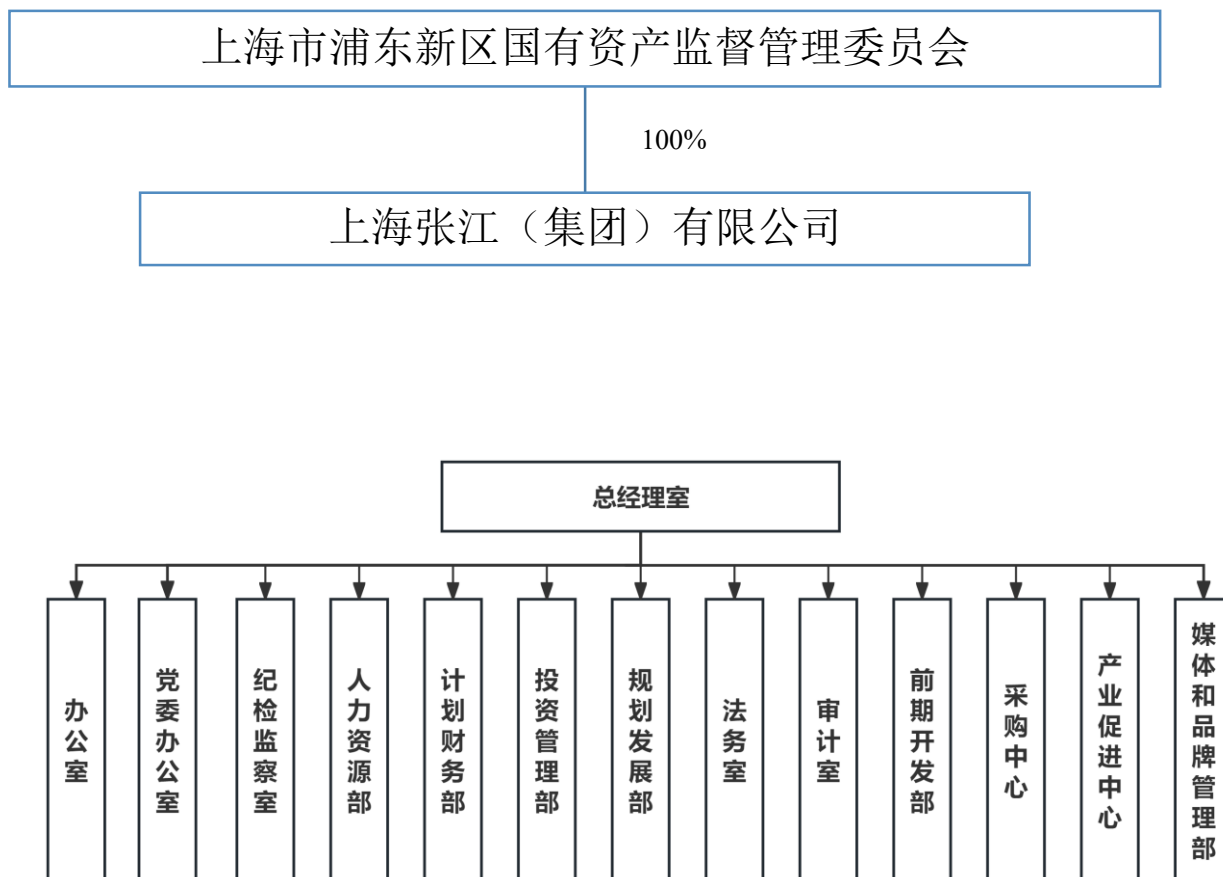 上海市浦东新区国有资产监督管理委员会
100%
上海张江（集团）有限公司
总经理室
办公室
党委办公室
纪检监察室
人力资源部
计划财务部
投资管理部
规划发展部
法务室
审计室
前期开发部
采购中心
产业促进中心
媒体和品牌管理部